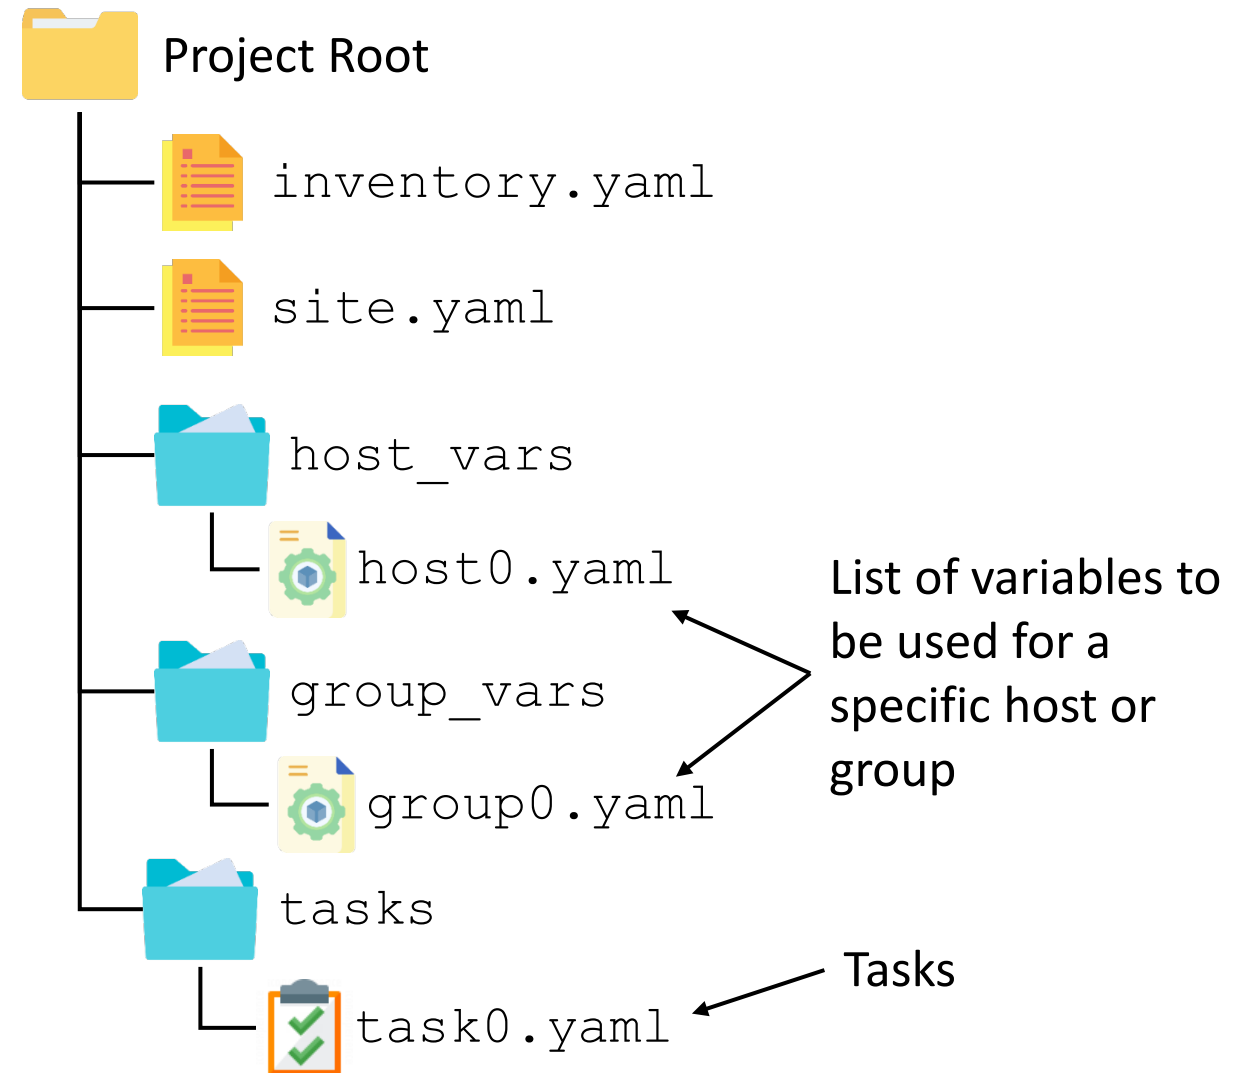 Project Root
inventory.yaml
site.yaml
host_vars
host0.yaml
List of variables to
be used for a
specific host or
group
group_vars
group0.yaml
tasks
Tasks
task0.yaml